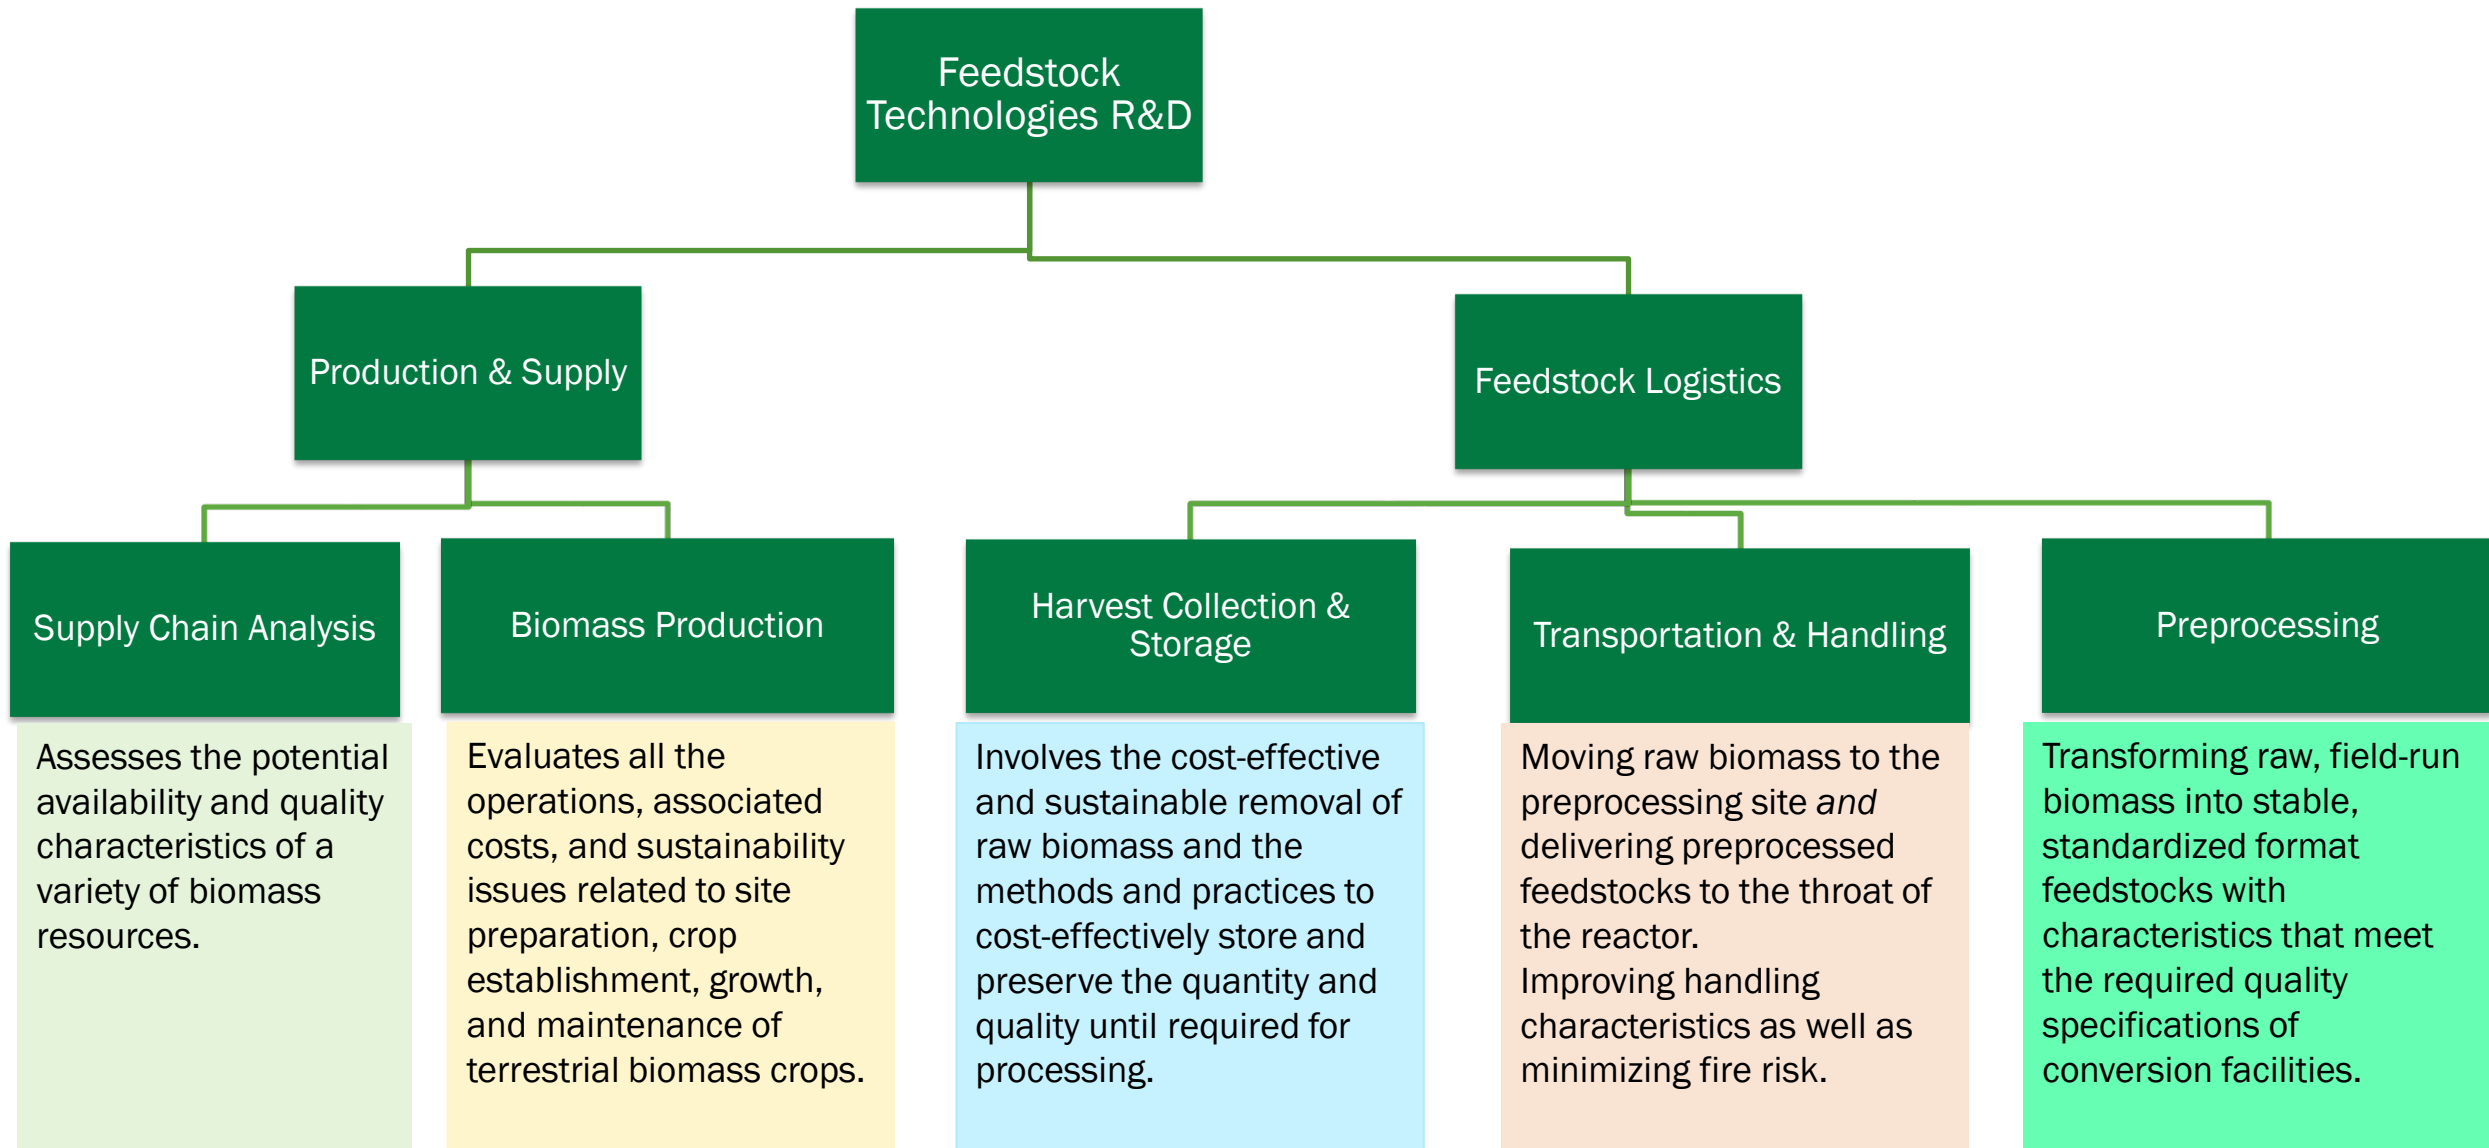 Feedstock
Technologies R&D
Production & Supply
Feedstock Logistics
Supply Chain Analysis
Biomass Production
Harvest Collection &
Storage
Transportation & Handling
Preprocessing
Assesses the potential
availability and quality
characteristics of a
variety of biomass
resources.
Evaluates all the
operations, associated
costs, and sustainability
issues related to site
preparation, crop
establishment, growth,
and maintenance of
terrestrial biomass crops.
Involves the cost-effective
and sustainable removal of
raw biomass and the
methods and practices to
cost-effectively store and
preserve the quantity and
quality until required for
processing.
Moving raw biomass to the
preprocessing site and
delivering preprocessed
feedstocks to the throat of
the reactor.
Improving handling
characteristics as well as
minimizing fire risk.
Transforming raw, field-run
biomass into stable,
standardized format
feedstocks with
characteristics that meet
the required quality
specifications of
conversion facilities.